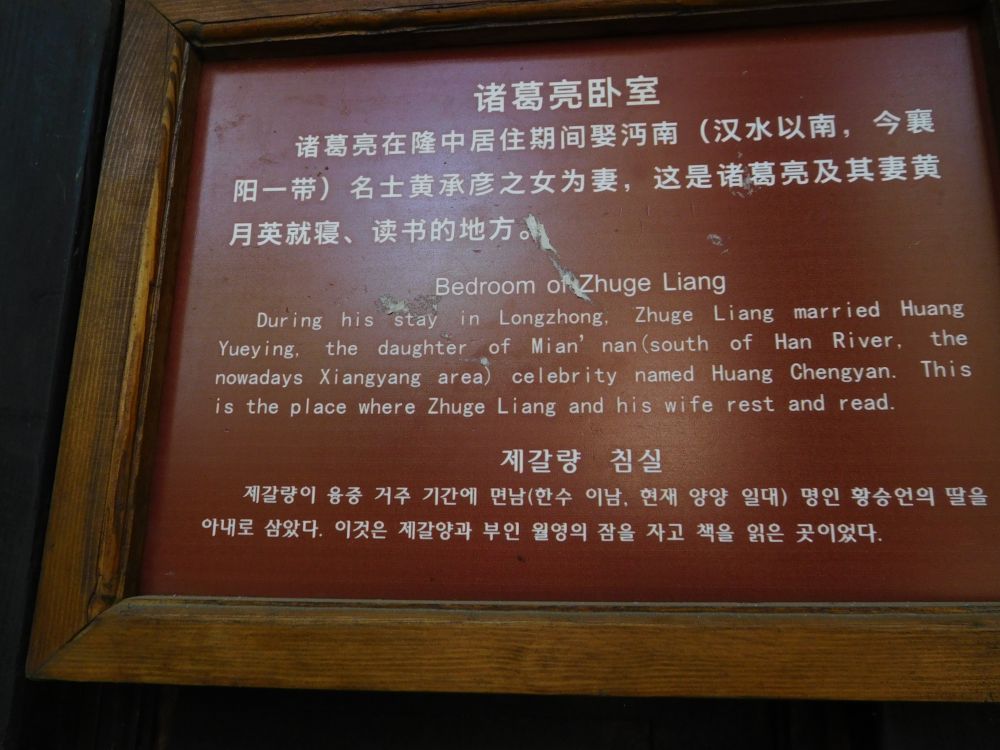 诸葛亮卧室
诸葛亮在隆中居住期间娶沔南（汉水以南，今襄
阳一带）名士黄承彦之女为妻，这是诸葛亮及其妻黄
月英就寝、读书的地方。
Bedroom of Zhuge Liang
During his stay in Longzhong, Zhuge Liang married Huang
Yueying, the daughter of Mian' nan(south of Han River, the
nowadays Xiangyang area) celebrity named Huang Chengyan. This
is the place where Zhuge Liang and his wife rest and read.
제갈량 침실
제갈량이 융중 거주 기간에 면남(한수 이남, 현재 양양 일대) 명인 황승언의 딸을
아내로 삼았다. 이것은 제갈양과 부인 월영의 잠을 자고 책을 읽은 곳이었다.